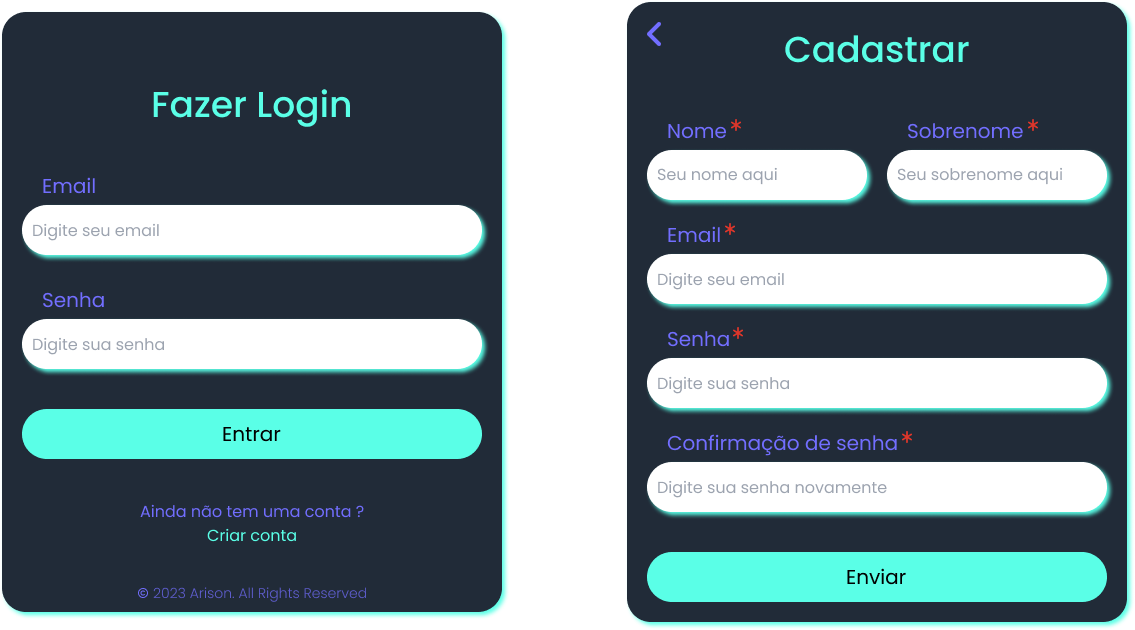 Fazer Login
Email
Digite seu email
Senha
Digite sua senha
Entrar
Ainda não tem uma conta ?
Criar conta
© 2023 Arison. All Rights Reserved
Cadastrar
Nome* Sobrenome*
Seu nome aqui Seu sobrenome aqui
Email*
Digite seu email
Senha*
Digite sua senha
Confirmação de senha*
Digite sua senha novamente
Enviar